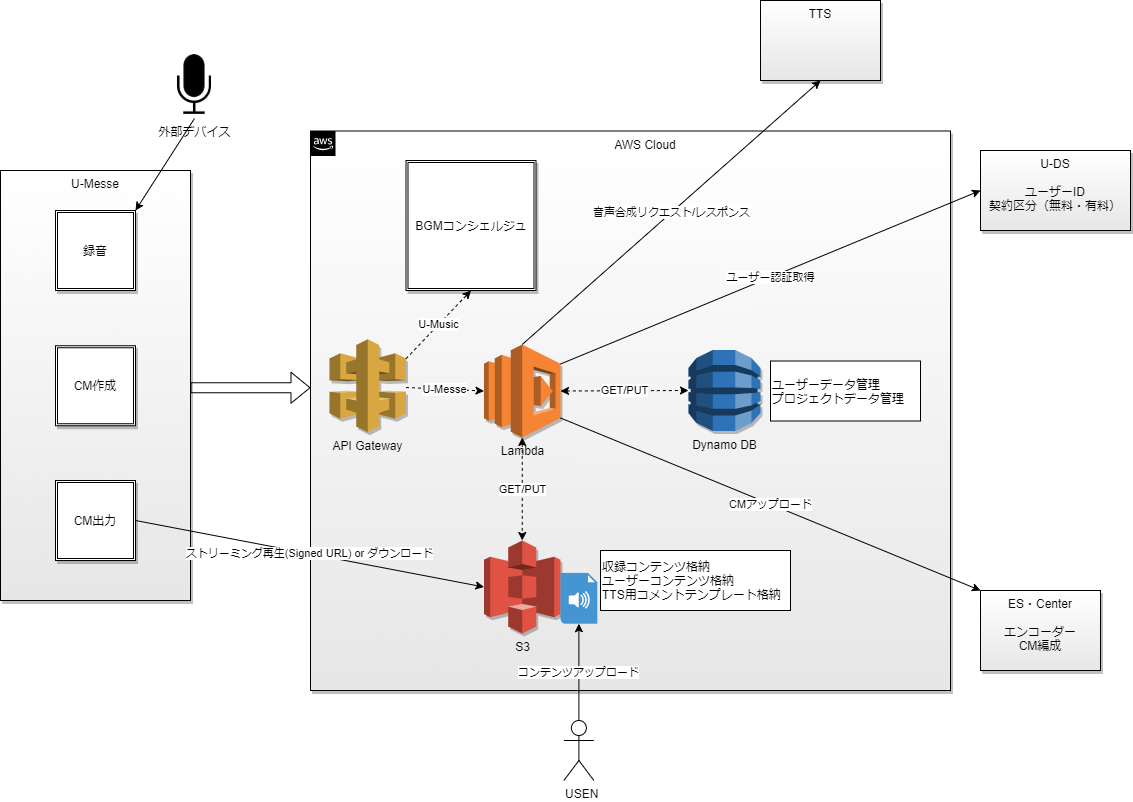 TTS
外部デバイス
aws
AWS Cloud
U-Messe
録音
CM作成
CM出力
BGMコンシェルジュ
音声合成リクエスト/レスポンス
U-DS
ユーザーID
契約区分（無料・有料）
ユーザー認証取得
U-Music
U-Messe
API Gateway
Lambda
GET/PUT
Dynamo DB
ユーザーデータ管理
プロジェクトデータ管理
GET/PUT
CMアップロード
ストリーミング再生(Signed URL) or ダウンロード
S3
収録コンテンツ格納
ユーザーコンテンツ格納
TTS用コメントテンプレート格納
ES・Center
エンコーダー
CM編成
コンテンツアップロード
USEN